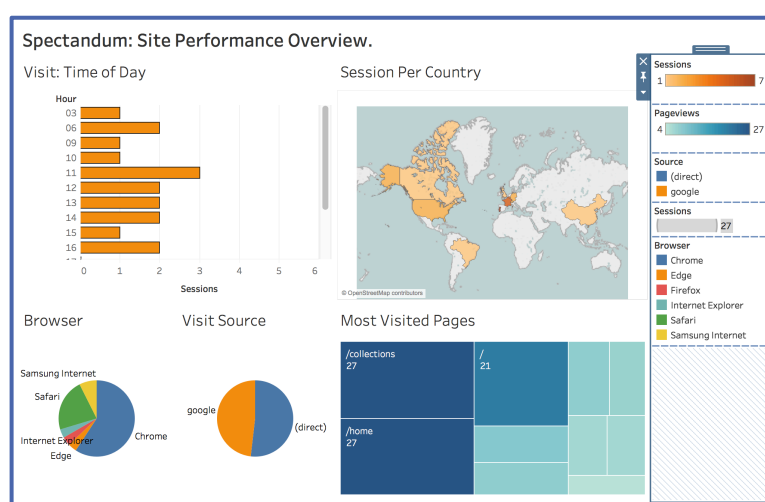 Spectandum: Site Performance Overview.
Visit: Time of Day
Hour
03
06
09
10
11
12
13
14
15
16
0 1 2 3 4 5 6
Sessions
Session Per Country
© OpenStreetMap contributors
Browser
Samsung Internet
Safari
Internet Explorer
Edge
Chrome
Visit Source
google
(direct)
Most Visited Pages
/collections
27
/
21
/home
27
Sessions
1 7
Pageviews
4 27
Source
(direct)
google
Sessions
27
Browser
Chrome
Edge
Firefox
Internet Explorer
Safari
Samsung Internet